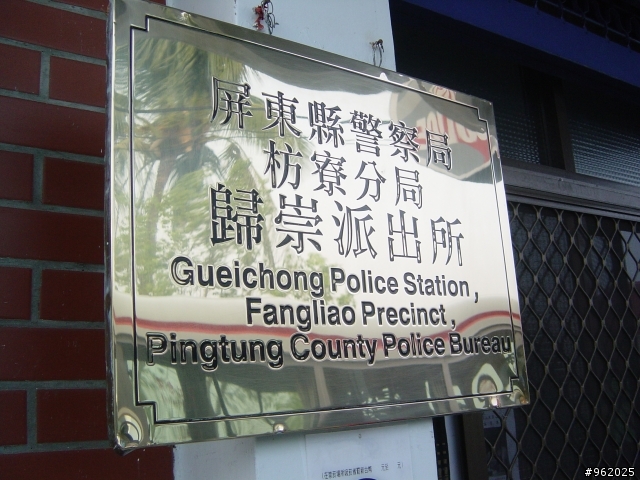 屏東縣警察局
枋寮分局
歸崇派出所
Gueichong Police Station,
Fangliao Precinct,
Pingtung County Police Bureau
#962025